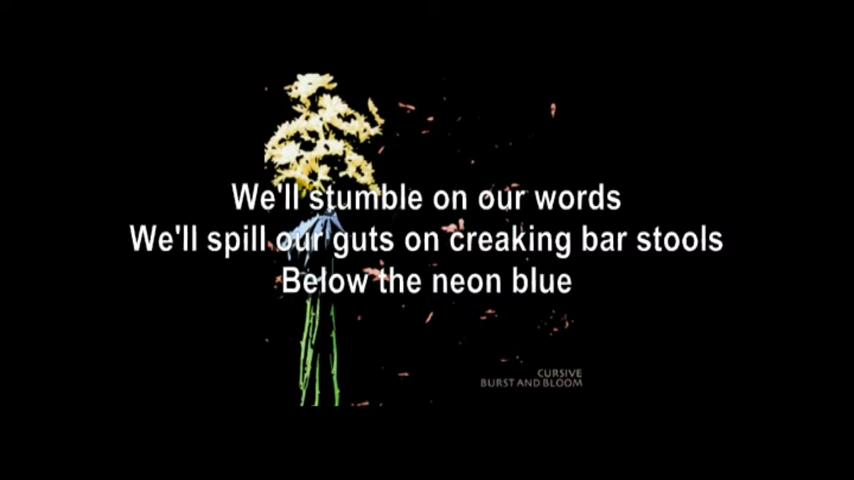 We'll stumble on our words
We'll spill our guts on creaking bar stools
Below the neon blue
CURSIVE
BURST AND BLOOM